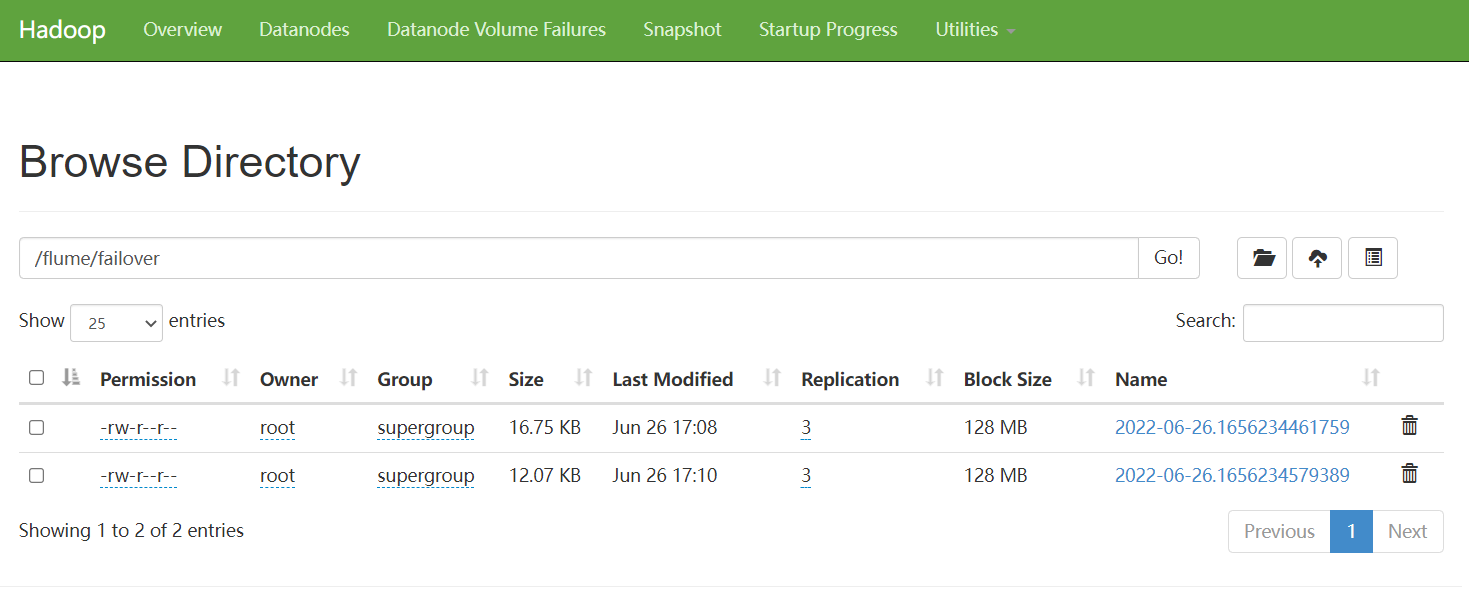 Hadoop Overview Datanodes Datanode Volume Failures Snapshot Startup Progress Utilities
Browse Directory
/flume/failover Go!
Show 25 entries Search:
Permission Owner Group Size Last Modified Replication Block Size Name
-rw-r--r-- root supergroup 16.75 KB Jun 26 17:08 3 128 MB 2022-06-26.1656234461759
-rw-r--r-- root supergroup 12.07 KB Jun 26 17:10 3 128 MB 2022-06-26.1656234579389
Showing 1 to 2 of 2 entries Previous 1 Next